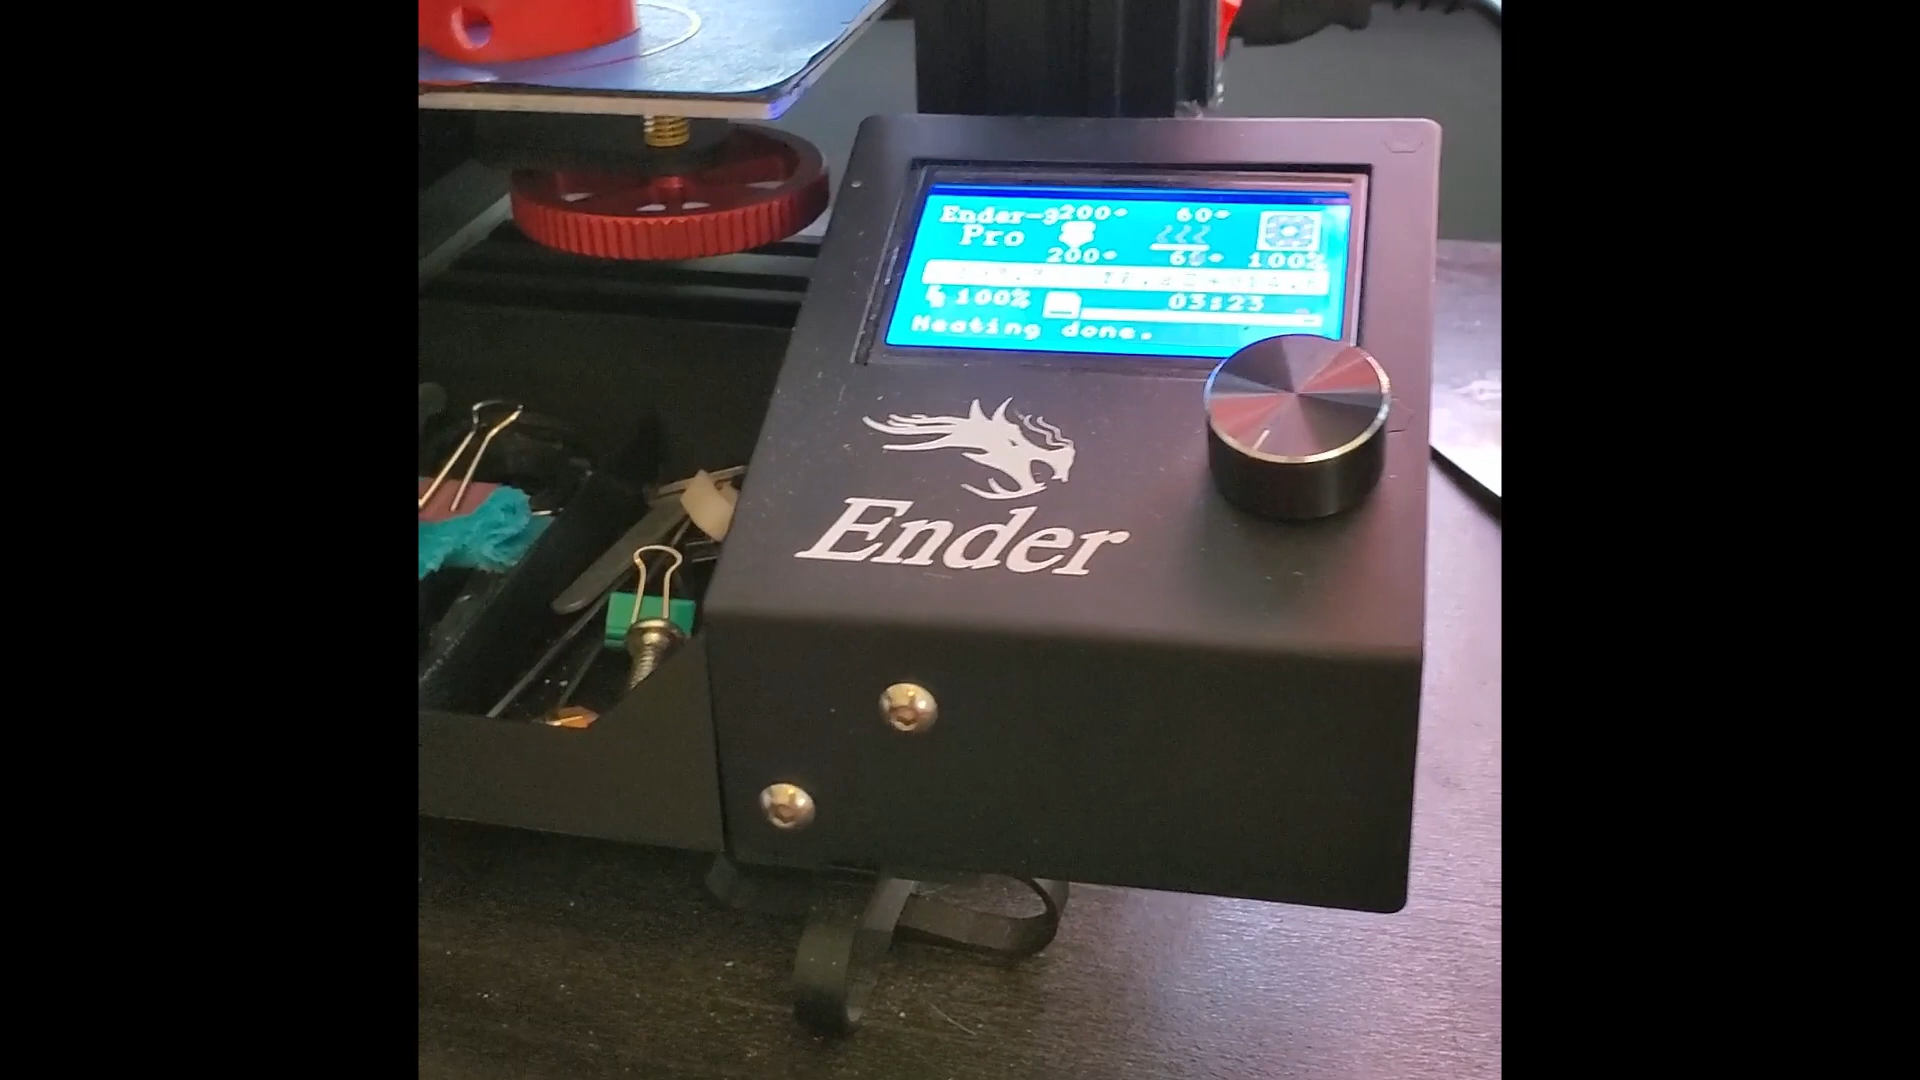 Ender-3 200° 60°
Pro
200° 60° 100%
100% 03:23
Heating done.
Ender